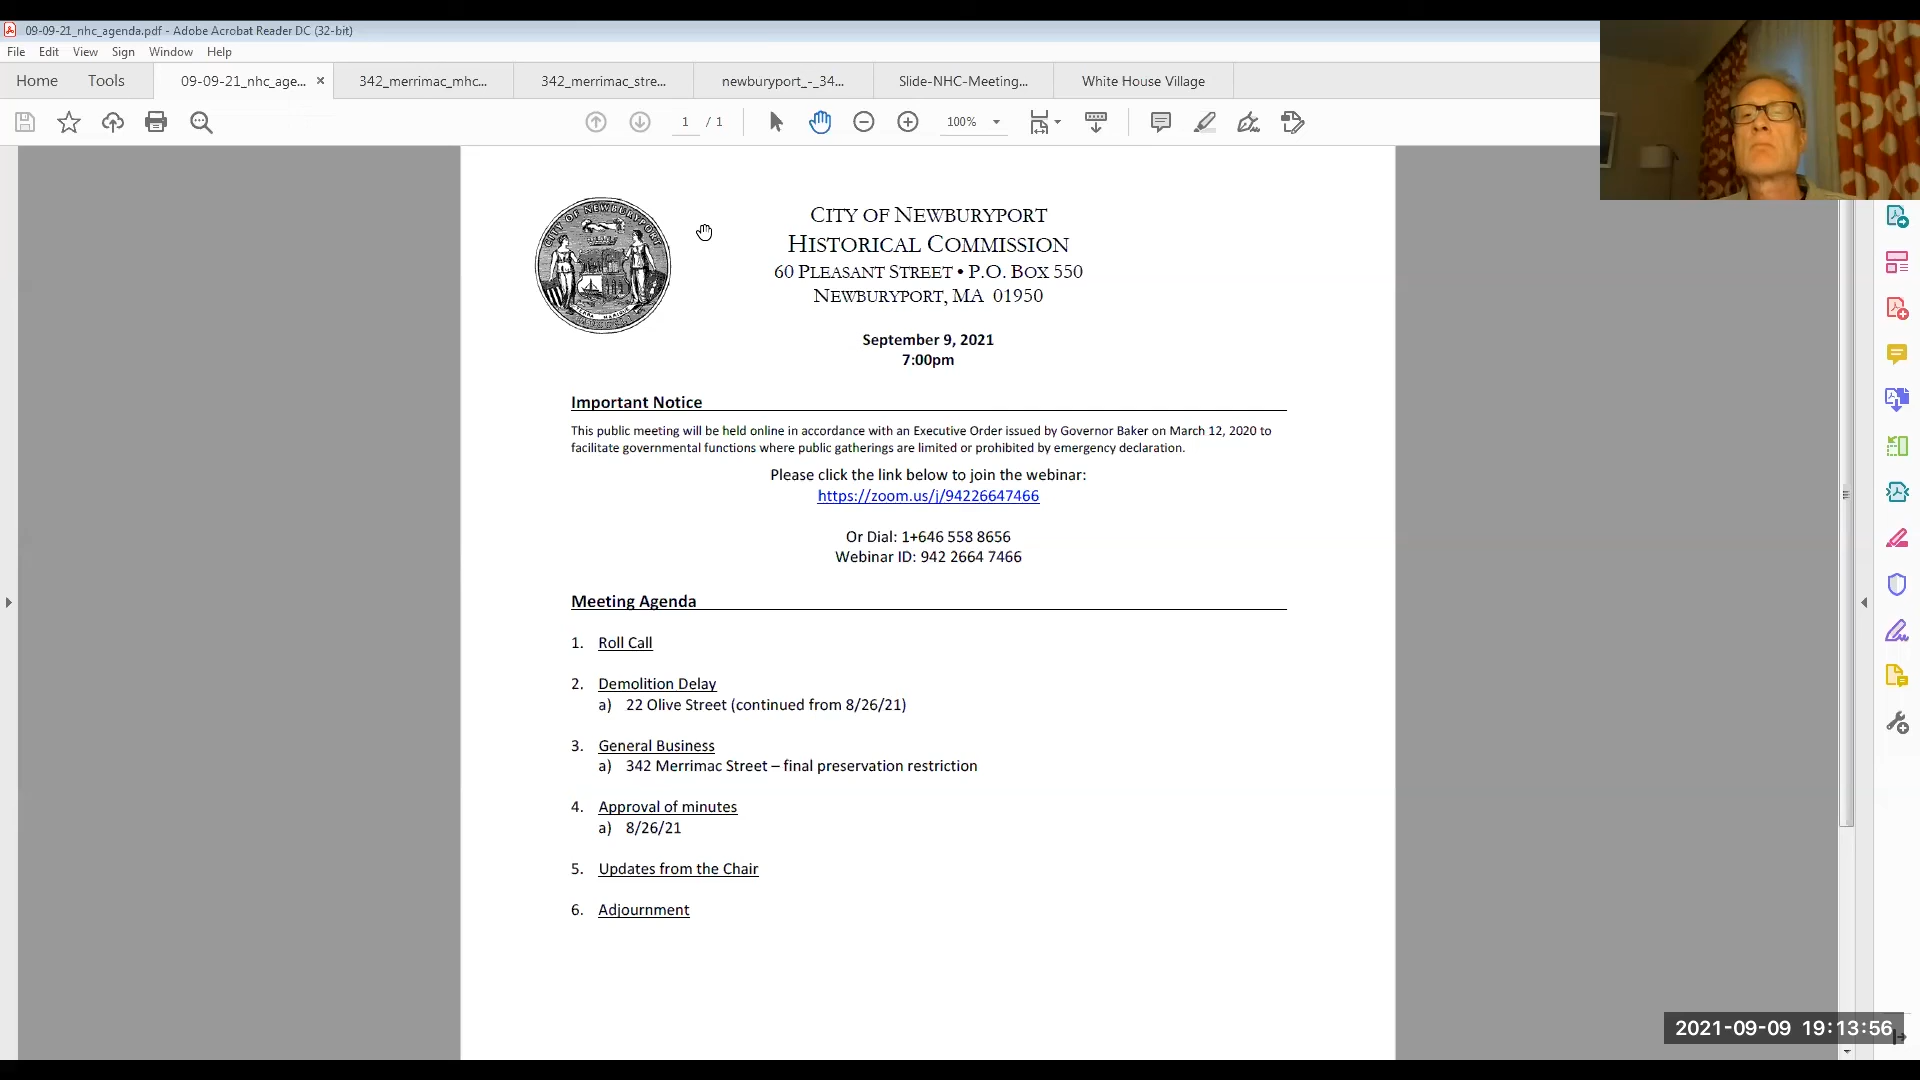 09-09-21_nhc_agenda.pdf - Adobe Acrobat Reader DC (32-bit)
File Edit View Sign Window Help
Home Tools 09-09-21_nhc_age... × 342_merrimac_mhc... 342_merrimac_stre... newburyport_-_34... Slide-NHC-Meeting... White House Village
1 / 1 100%
CITY OF NEWBURYPORT
CITY OF NEWBURYPORT
HISTORICAL COMMISSION
60 PLEASANT STREET • P.O. BOX 550
NEWBURYPORT, MA 01950
September 9, 2021
7:00pm
Important Notice
This public meeting will be held online in accordance with an Executive Order issued by Governor Baker on March 12, 2020 to
facilitate governmental functions where public gatherings are limited or prohibited by emergency declaration.
Please click the link below to join the webinar:
https://zoom.us/j/94226647466
Or Dial: 1+646 558 8656
Webinar ID: 942 2664 7466
Meeting Agenda
1. Roll Call
2. Demolition Delay
a) 22 Olive Street (continued from 8/26/21)
3. General Business
a) 342 Merrimac Street – final preservation restriction
4. Approval of minutes
a) 8/26/21
5. Updates from the Chair
6. Adjournment
2021-09-09 19:13:56